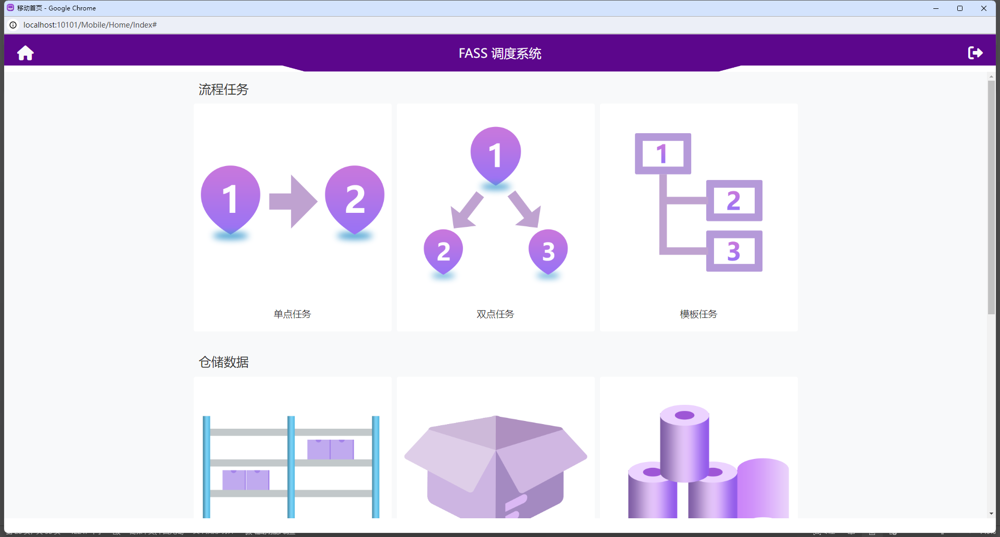 移动首页 - Google Chrome
localhost:10101/Mobile/Home/Index#
FASS 调度系统
流程任务
1
2
单点任务
1
2
3
双点任务
1
2
3
模板任务
仓储数据